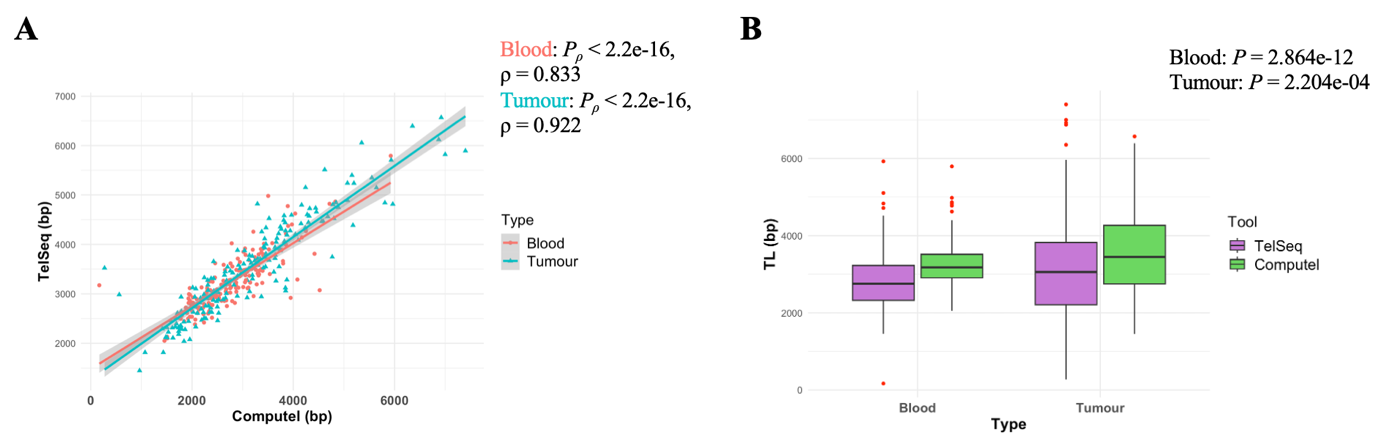 A
Blood: Pρ < 2.2e-16,
ρ = 0.833
Tumour: Pρ < 2.2e-16,
ρ = 0.922
7000
6000
5000
4000
3000
2000
TelSeq (bp)
0
2000
4000
6000
Computel (bp)
Type
Blood
Tumour
B
Blood: P = 2.864e-12
Tumour: P = 2.204e-04
6000
4000
2000
0
TL (bp)
Blood
Tumour
Type
Tool
TelSeq
Computel